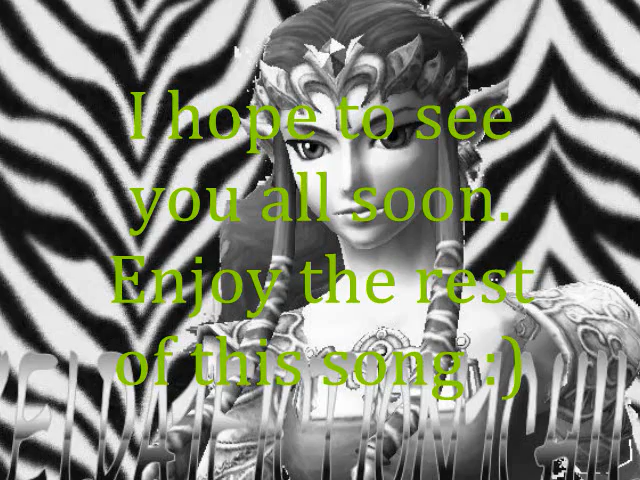 I hope to see
you all soon.
Enjoy the rest
of this song :)